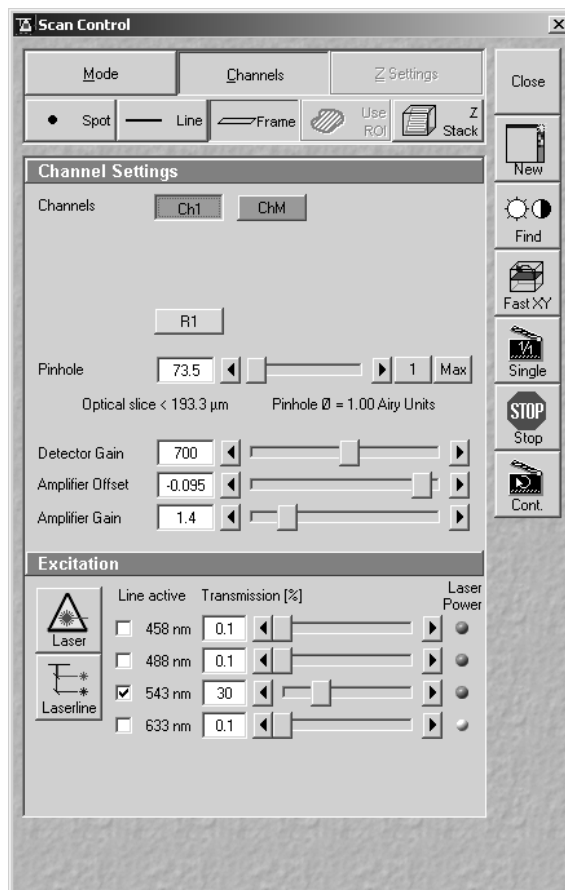 Scan Control
Mode
Channels
Z Settings
Close
Spot
Line
Frame
Use
ROI
Z
Stack
New
Channel Settings
Channels
Ch1
ChM
Find
Fast XY
R1
1/1
Single
Pinhole
73.5
1
Max
Optical slice < 193.3 µm
Pinhole Ø = 1.00 Airy Units
STOP
Stop
Detector Gain
700
Amplifier Offset
-0.095
Amplifier Gain
1.4
Cont.
Excitation
Line active
Transmission [%]
Laser
Power
Laser
458 nm
0.1
488 nm
0.1
Laserline
543 nm
30
633 nm
0.1